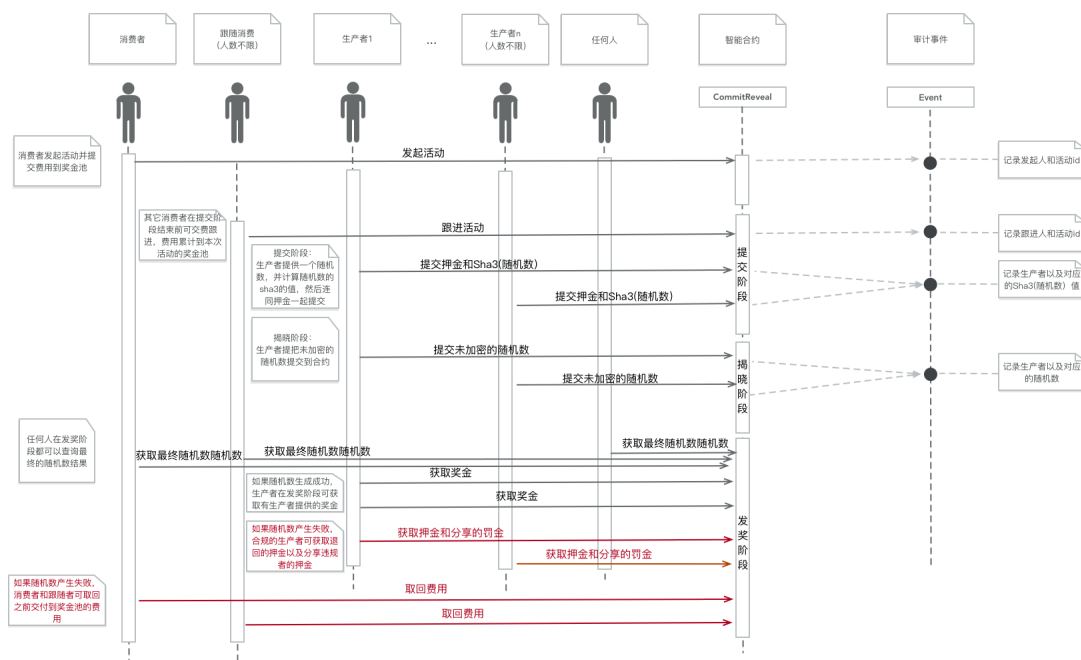 消费者
跟随消费
（人数不限）
生产者1
...
生产者n
（人数不限）
任何人
智能合约
审计事件
CommitReveal
Event
消费者发起活动并提
交费用到奖金池
发起活动
记录发起人和活动id
其它消费者在提交阶
段结束前可交费跟
进，费用累计到本次
活动的奖金池
跟进活动
记录跟进人和活动id
提交阶段：
生产者提供一个随机
数，并计算随机数的
sha3的值，然后连
同押金一起提交
提交押金和Sha3(随机数)
提交押金和Sha3(随机数)
提交阶段
记录生产者以及对应
的Sha3(随机数）值
揭晓阶段：
生产者提把未加密的
随机数提交到合约
提交未加密的随机数
提交未加密的随机数
揭晓阶段
记录生产者以及对应
的随机数
任何人在发奖阶
段都可以查询最
终的随机数结果
获取最终随机数随机数
获取最终随机数随机数
获取最终随机数随机数
如果随机数生成成功，
生产者在发奖阶段可获
取有生产者提供的奖金
获取奖金
获取奖金
发奖阶段
如果随机数产生失败，
合规的生产者可获取退
回的押金以及分享违规
者的押金
获取押金和分享的罚金
获取押金和分享的罚金
如果随机数产生失败，
消费者和跟随者可取回
之前交付到奖金池的费
用
取回费用
取回费用